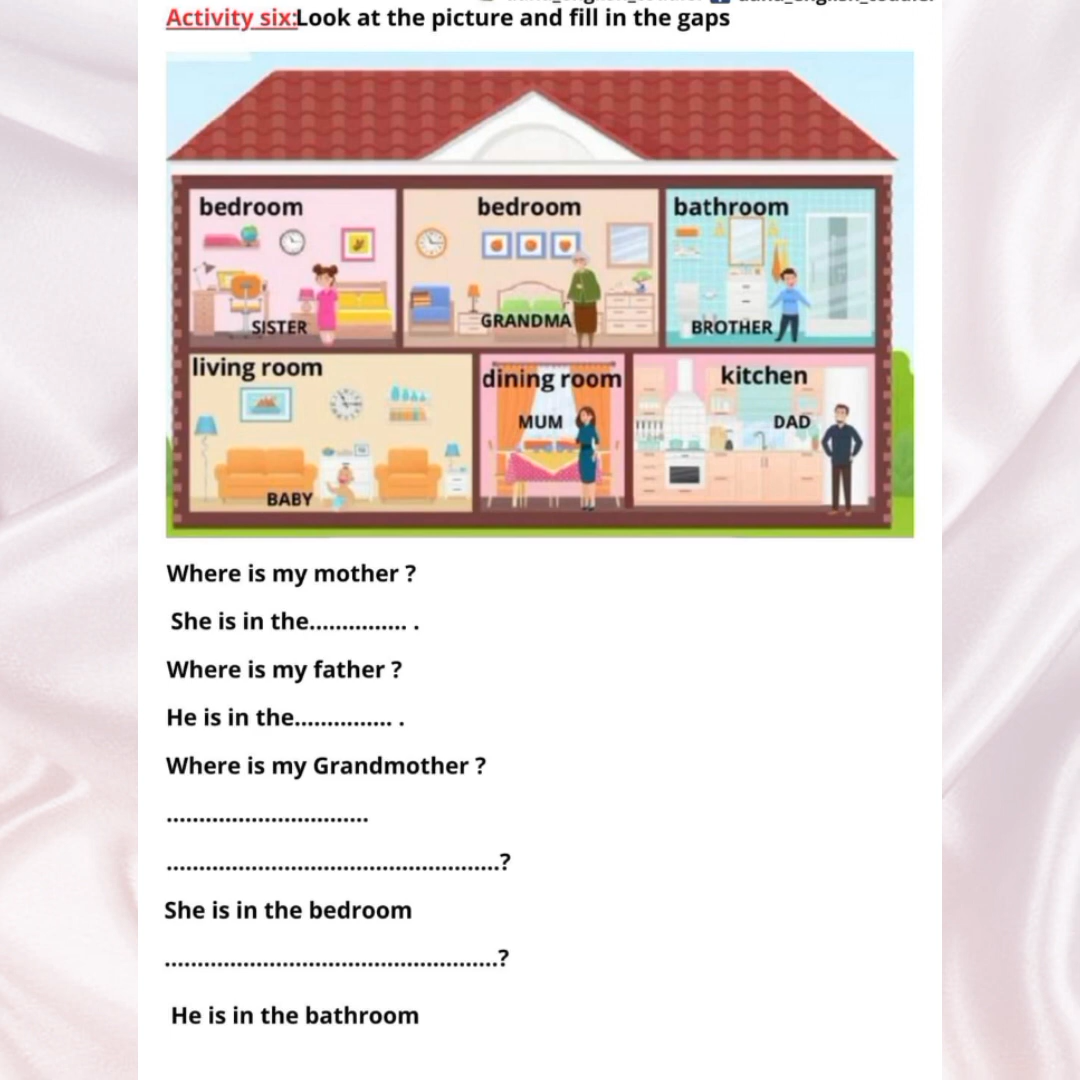 Activity six:Look at the picture and fill in the gaps
bedroom
bedroom
bathroom
SISTER
GRANDMA
BROTHER
living room
dining room
kitchen
MUM
DAD
BABY
Where is my mother ?
She is in the............... .
Where is my father ?
He is in the............... .
Where is my Grandmother ?
...............................
...................................................?
She is in the bedroom
...................................................?
He is in the bathroom